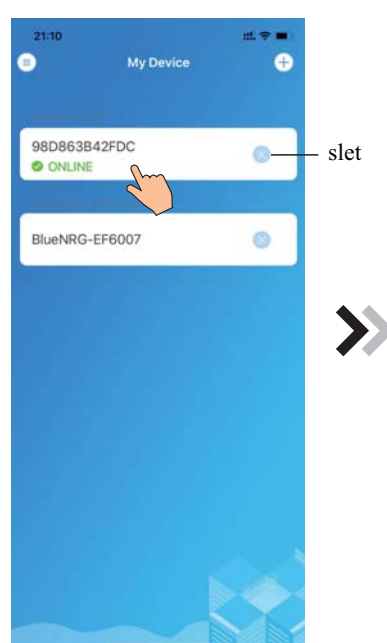 21:10
My Device
98D863B42FDC
ONLINE
slet
BlueNRG-EF6007